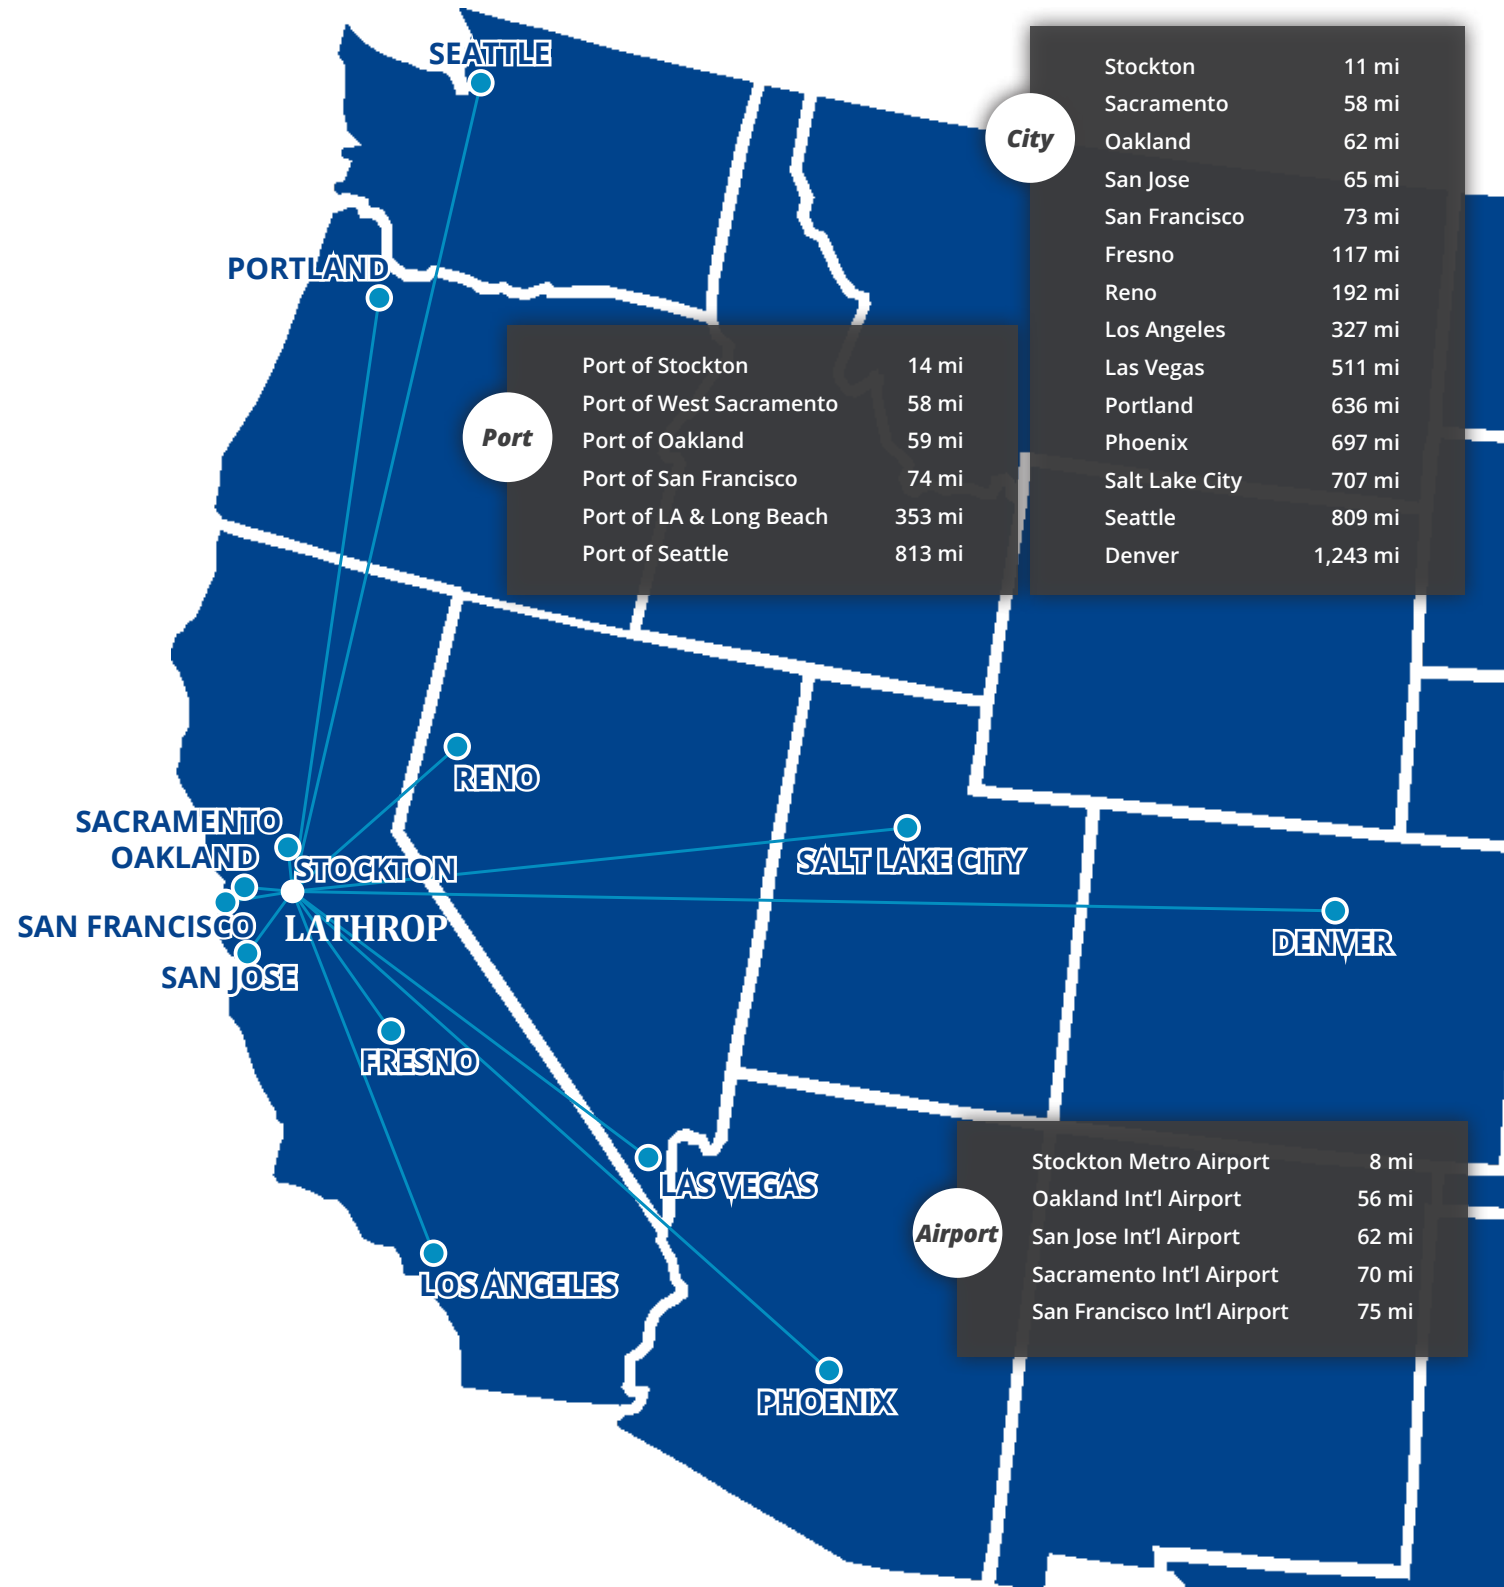 SEATTLE
PORTLAND
City
Stockton 11 mi
Sacramento 58 mi
Oakland 62 mi
San Jose 65 mi
San Francisco 73 mi
Fresno 117 mi
Reno 192 mi
Los Angeles 327 mi
Las Vegas 511 mi
Portland 636 mi
Phoenix 697 mi
Salt Lake City 707 mi
Seattle 809 mi
Denver 1,243 mi
Port
Port of Stockton 14 mi
Port of West Sacramento 58 mi
Port of Oakland 59 mi
Port of San Francisco 74 mi
Port of LA & Long Beach 353 mi
Port of Seattle 813 mi
RENO
SACRAMENTO
OAKLAND
STOCKTON
SALT LAKE CITY
SAN FRANCISCO
LATHROP
DENVER
SAN JOSE
FRESNO
LAS VEGAS
LOS ANGELES
PHOENIX
Airport
Stockton Metro Airport 8 mi
Oakland Int’l Airport 56 mi
San Jose Int’l Airport 62 mi
Sacramento Int’l Airport 70 mi
San Francisco Int’l Airport 75 mi